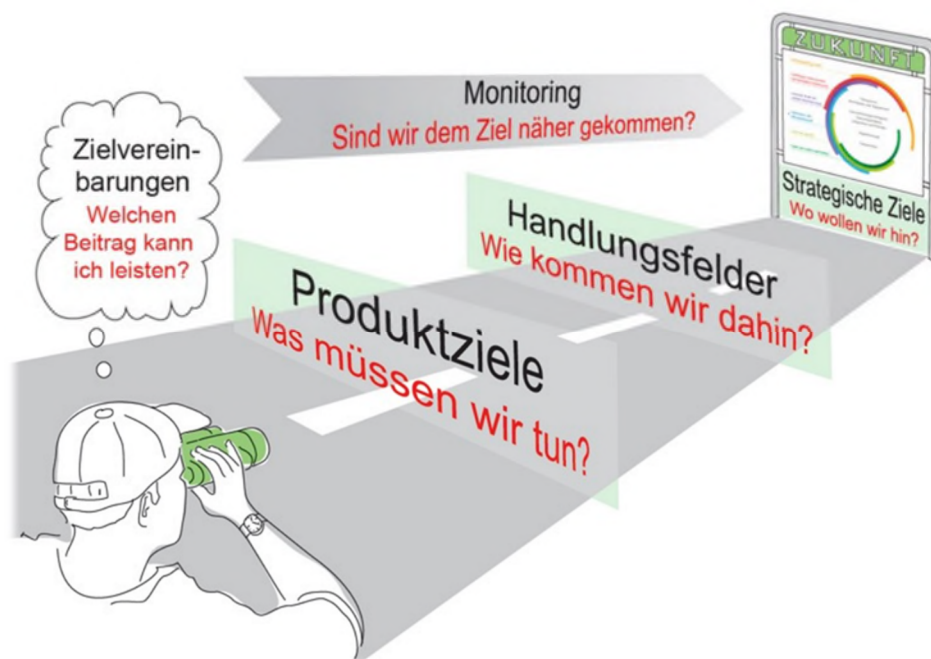 ZUKUNFT
Monitoring
Sind wir dem Ziel näher gekommen?
Zielverein-
barungen
Welchen
Beitrag kann
ich leisten?
Strategische Ziele
Wo wollen wir hin?
Handlungsfelder
Wie kommen wir dahin?
Produktziele
Was müssen wir tun?